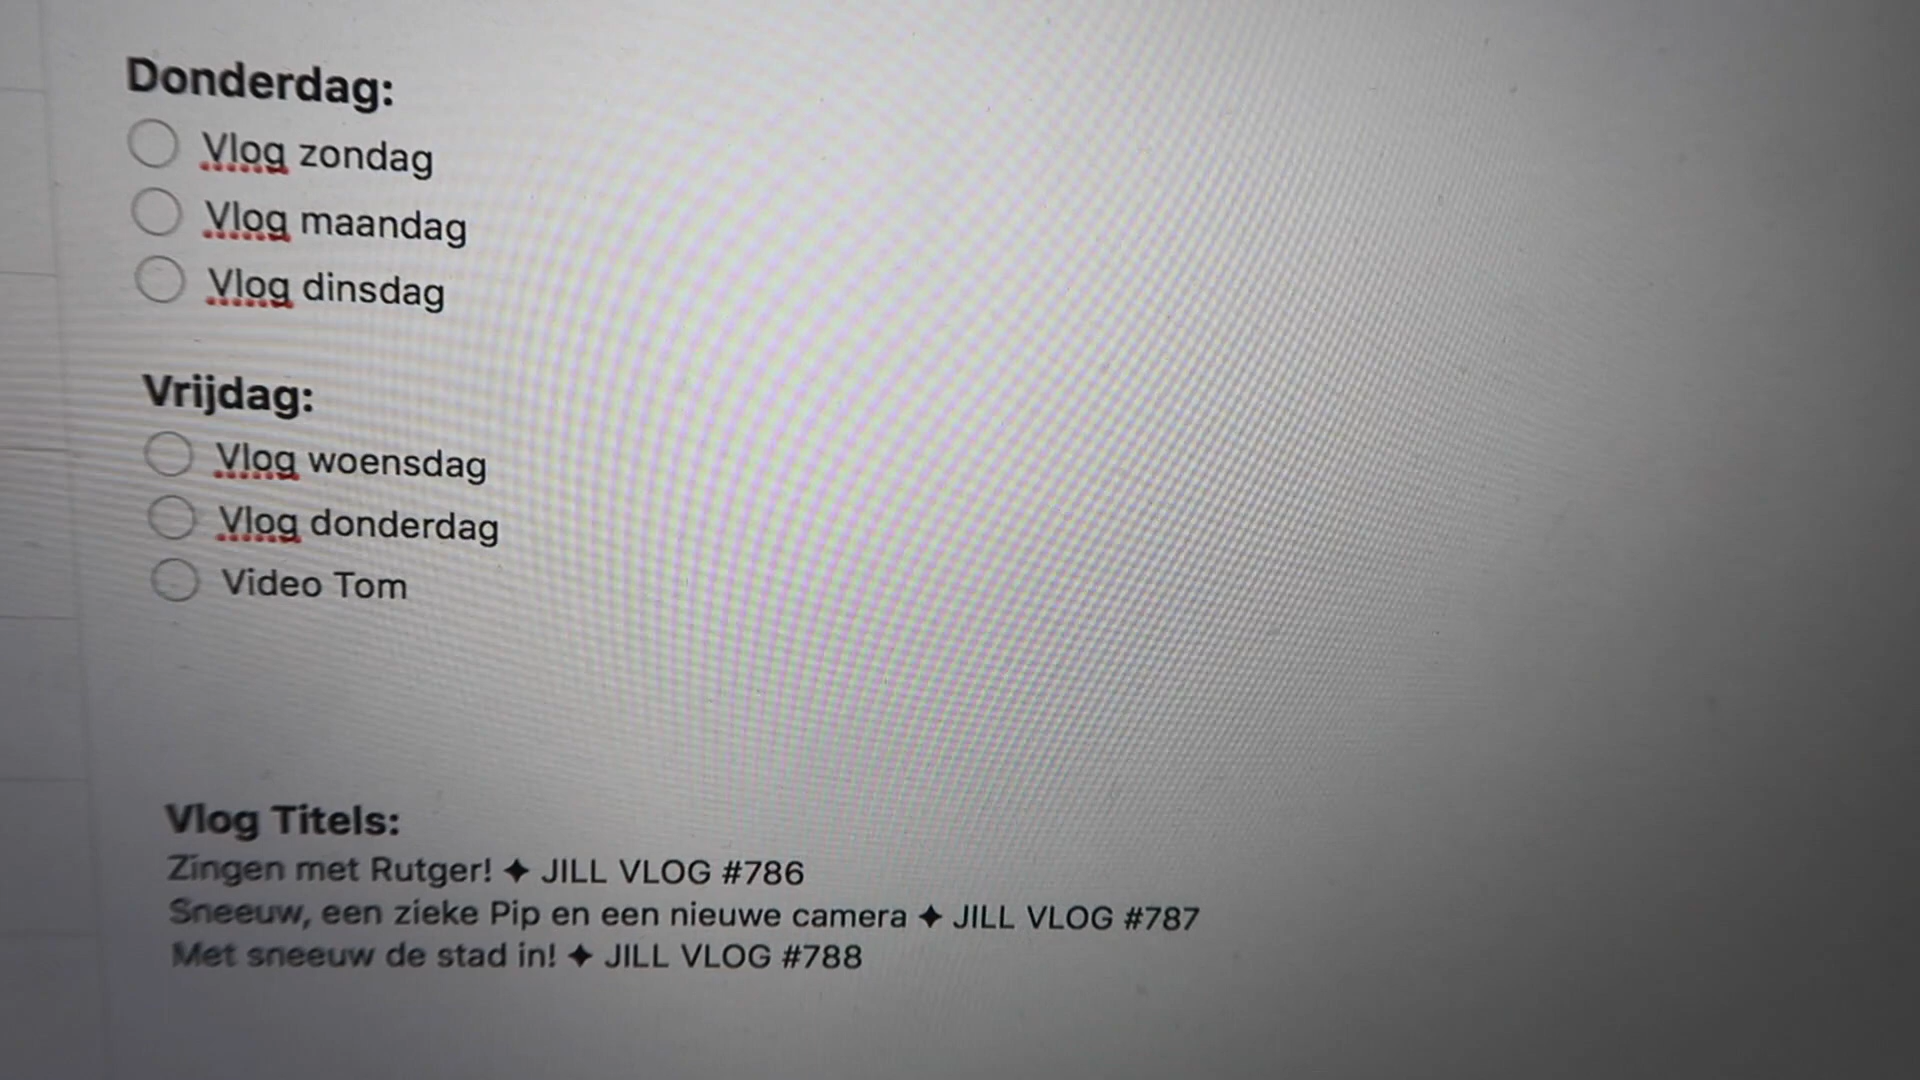 Donderdag:
Vlog zondag
Vlog maandag
Vlog dinsdag
Vrijdag:
Vlog woensdag
Vlog donderdag
Video Tom
Vlog Titels:
Zingen met Rutger! ✦ JILL VLOG #786
Sneeuw, een zieke Pip en een nieuwe camera ✦ JILL VLOG #787
Met sneeuw de stad in! ✦ JILL VLOG #788